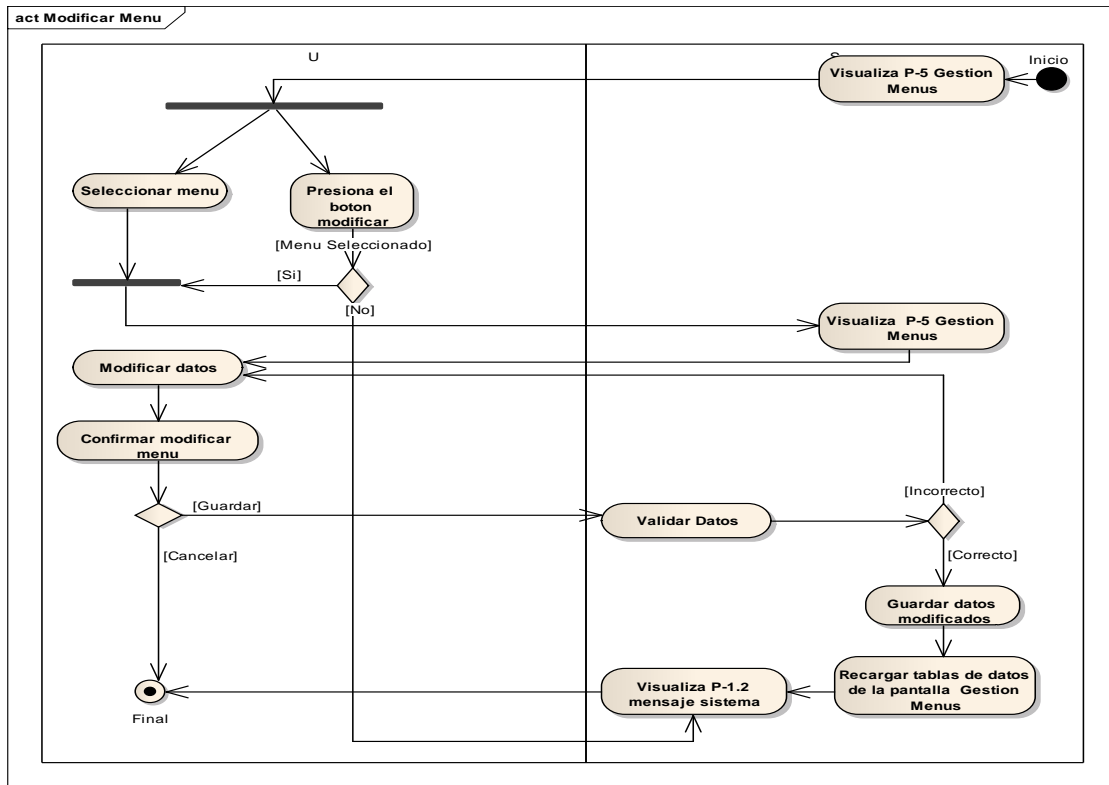 act Modificar Menu
U
S
Inicio
Visualiza P-5 Gestion
Menus
Seleccionar menu
Presiona el
boton
modificar
[Menu Seleccionado]
[Si]
[No]
Visualiza P-5 Gestion
Menus
Modificar datos
Confirmar modificar
menu
[Guardar]
[Cancelar]
Validar Datos
[Incorrecto]
[Correcto]
Guardar datos
modificados
Recargar tablas de datos
de la pantalla Gestion
Menus
Visualiza P-1.2
mensaje sistema
Final